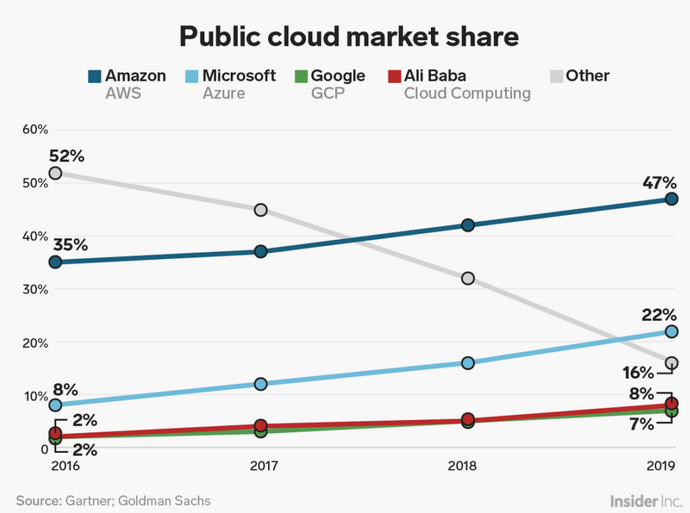 Public cloud market share
Amazon Microsoft Google Ali Baba Other
AWS Azure GCP Cloud Computing
60%
52%
50%
47%
40%
35%
30%
22%
20%
16%
10%
8%
8%
2%
7%
0
2%
2016 2017 2018 2019
Source: Gartner; Goldman Sachs
Insider Inc.